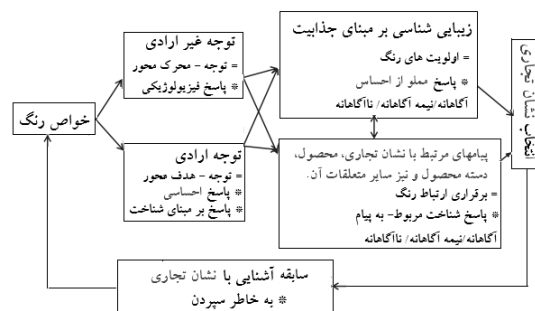 خواص رنگ
توجه غیر ارادی
= توجه - محرک محور
* پاسخ فیزیولوژیکی
توجه ارادی
= توجه - هدف محور
* پاسخ احساسی
* پاسخ بر مبنای شناخت
زیبایی شناسی بر مبنای جذابیت
= اولویت های رنگ
* پاسخ مملو از احساس
آگاهانه/نیمه آگاهانه/ناآگاهانه
پیامهای مرتبط با نشان تجاری، محصول،
دسته محصول و نیز سایر متعلقات آن.
= برقراری ارتباط رنگ
* پاسخ شناخت مربوط- به پیام
آگاهانه/نیمه آگاهانه/ ناآگاهانه
انتخاب نشان تجاری
سابقه آشنایی با نشان تجاری
* به خاطر سپردن